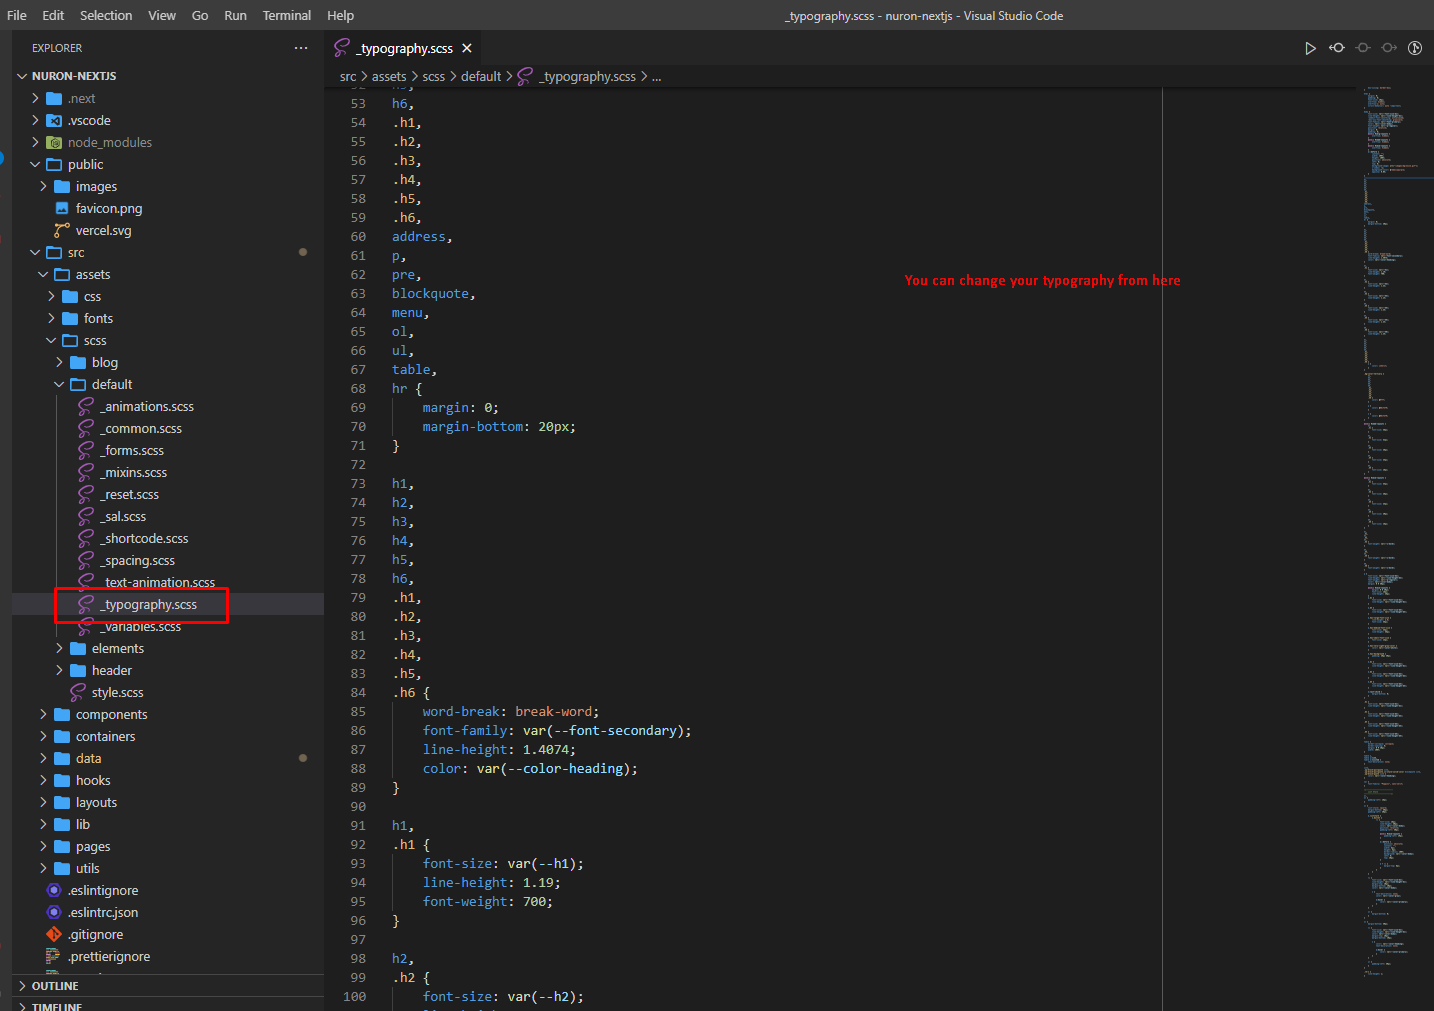 File Edit Selection View Go Run Terminal Help
_typography.scss - nuron-nextjs - Visual Studio Code
EXPLORER
NURON-NEXTJS
.next
.vscode
node_modules
public
images
favicon.png
vercel.svg
src
assets
css
fonts
scss
blog
default
_animations.scss
_common.scss
_forms.scss
_mixins.scss
_reset.scss
_sal.scss
_shortcode.scss
_spacing.scss
_text-animation.scss
_typography.scss
_variables.scss
elements
header
style.scss
components
containers
data
hooks
layouts
lib
pages
utils
.eslintignore
.eslintrc.json
.gitignore
.prettierignore
OUTLINE
TIMELINE
_typography.scss
src > assets > scss > default > _typography.scss > ...
53 h6,
54 .h1,
55 .h2,
56 .h3,
57 .h4,
58 .h5,
59 .h6,
60 address,
61 p,
62 pre,
63 blockquote,
64 menu,
65 ol,
66 ul,
67 table,
68 hr {
69 margin: 0;
70 margin-bottom: 20px;
71 }
72
73 h1,
74 h2,
75 h3,
76 h4,
77 h5,
78 h6,
79 .h1,
80 .h2,
81 .h3,
82 .h4,
83 .h5,
84 .h6 {
85 word-break: break-word;
86 font-family: var(--font-secondary);
87 line-height: 1.4074;
88 color: var(--color-heading);
89 }
90
91 h1,
92 .h1 {
93 font-size: var(--h1);
94 line-height: 1.19;
95 font-weight: 700;
96 }
97
98 h2,
99 .h2 {
100 font-size: var(--h2);
You can change your typography from here